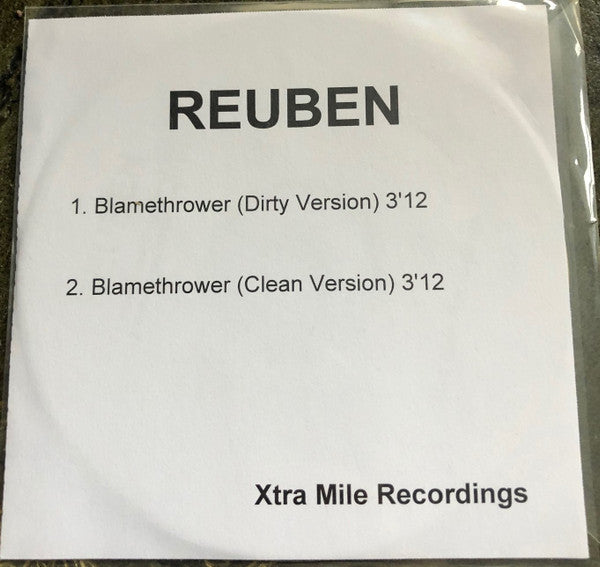 REUBEN
1. Blamethrower (Dirty Version) 3'12
2. Blamethrower (Clean Version) 3'12
Xtra Mile Recordings